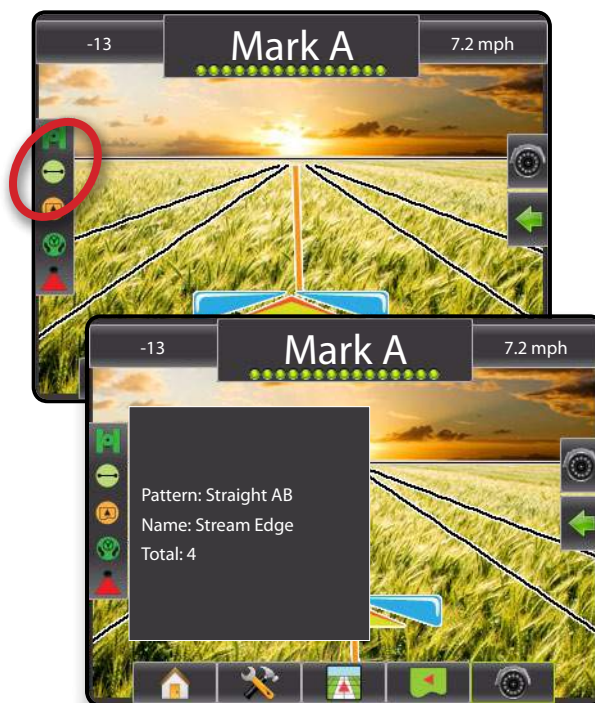 -13
Mark A
7.2 mph
-13
Mark A
7.2 mph
Pattern: Straight AB
Name: Stream Edge
Total: 4